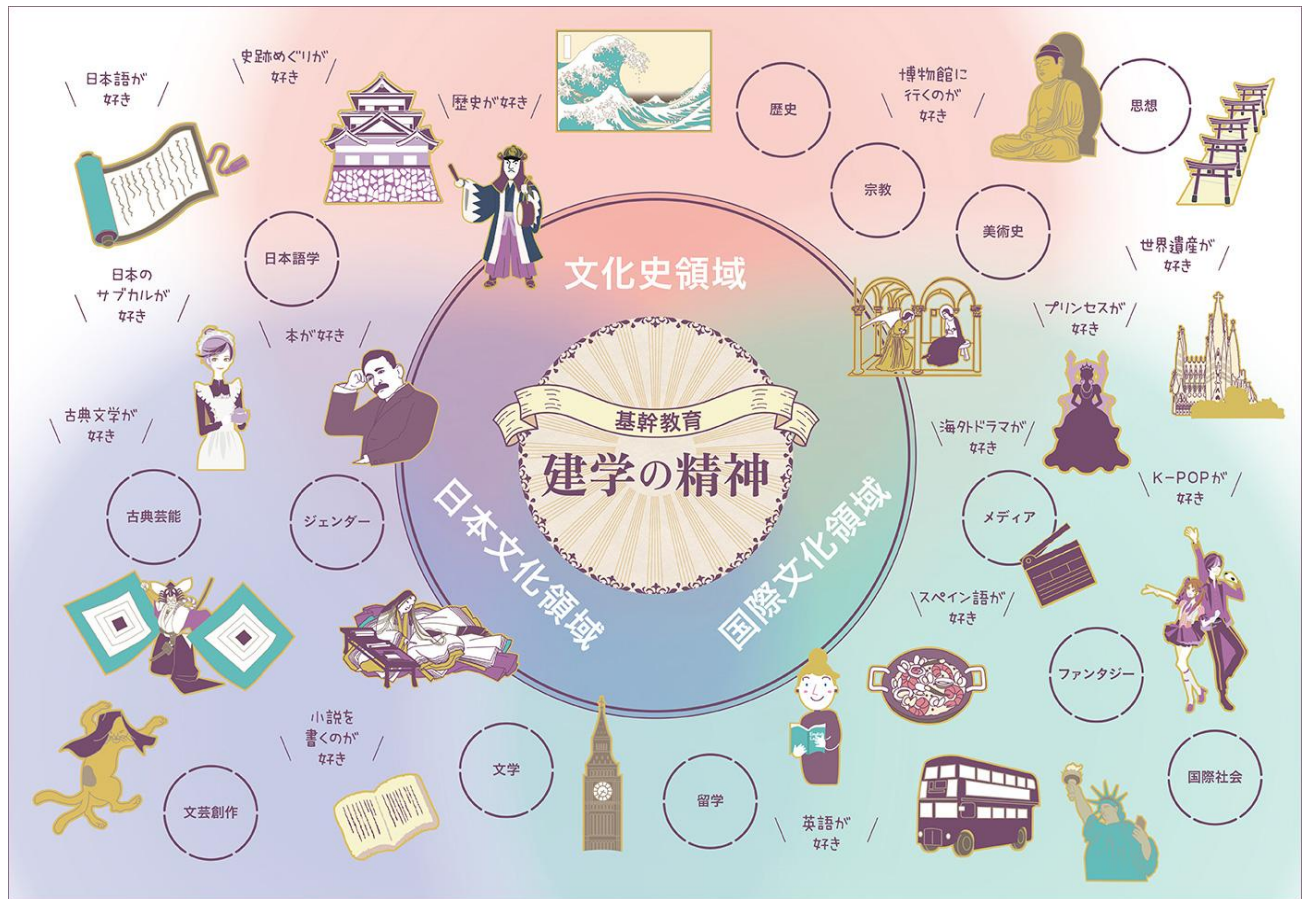 日本語が
好き
史跡めぐりが
好き
歴史が好き
歴史
博物館に
行くのが
好き
思想
宗教
美術史
日本語学
世界遺産が
好き
文化史領域
日本の
サブカルが
好き
本が好き
プリンセスが
好き
基幹教育
建学の精神
古典文学が
好き
海外ドラマが
好き
K-POPが
好き
古典芸能
ジェンダー
メディア
日本文化領域
国際文化領域
スペイン語が
好き
ファンタジー
小説を
書くのが
好き
文学
留学
国際社会
文芸創作
英語が
好き